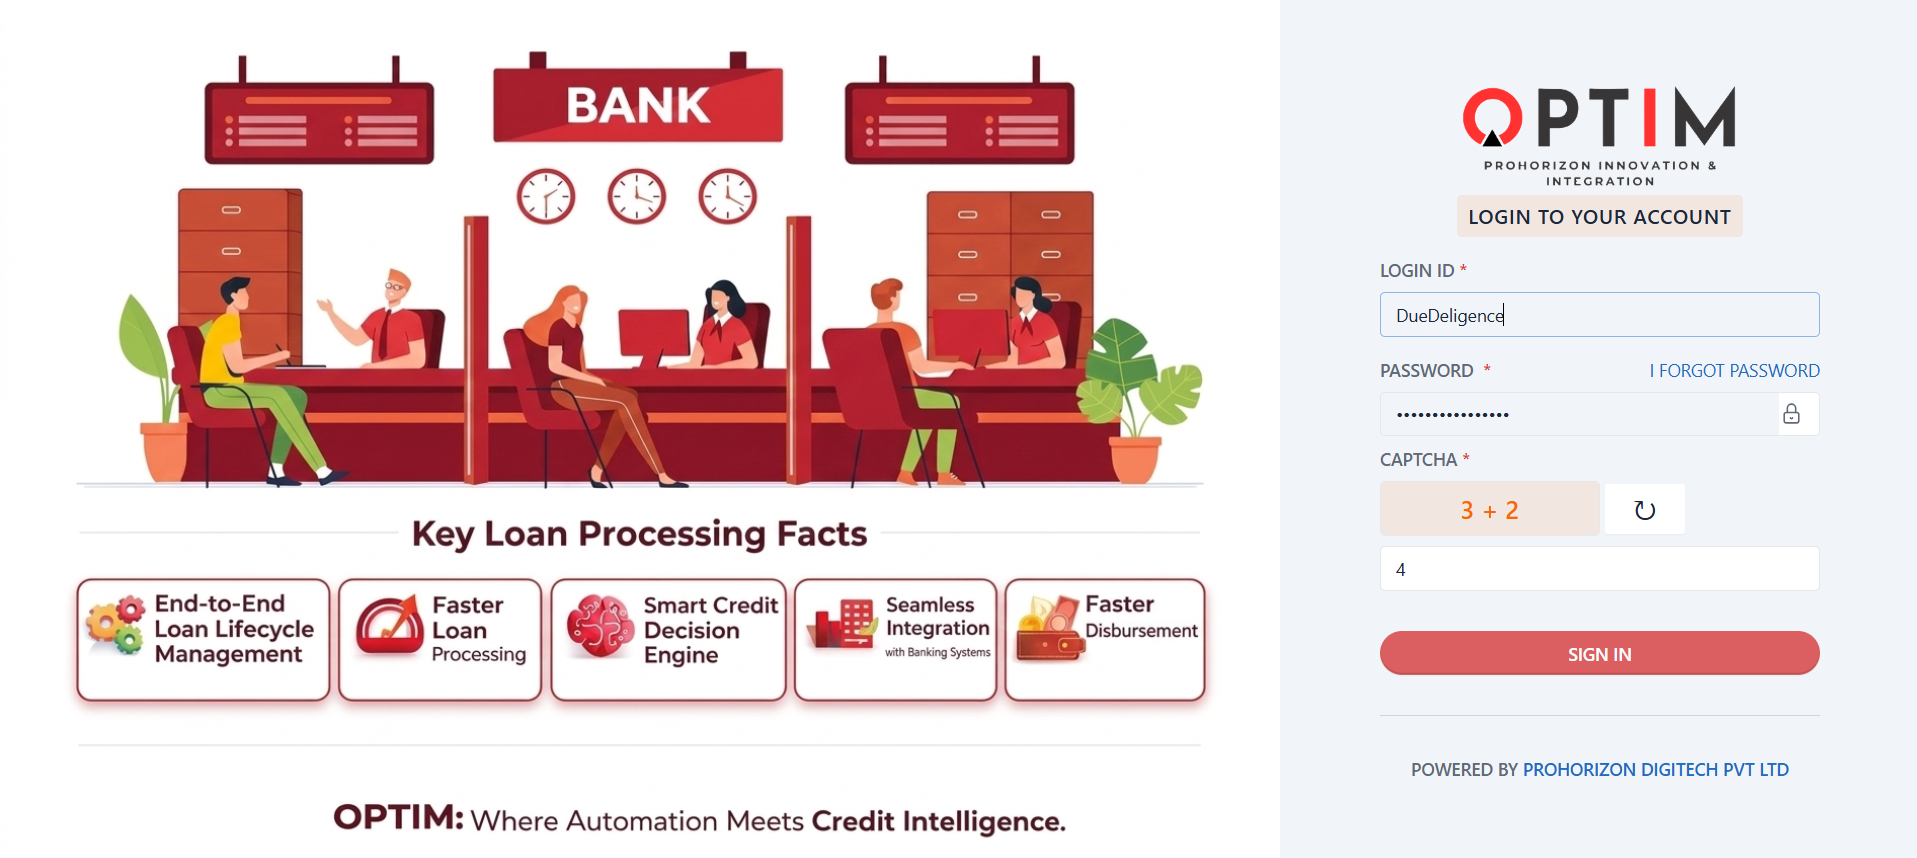 BANK
Key Loan Processing Facts
End-to-End
Loan Lifecycle
Management
Faster
Loan
Processing
Smart Credit
Decision
Engine
Seamless
Integration
with Banking Systems
Faster
Disbursement
OPTIM: Where Automation Meets Credit Intelligence.
OPTIM
PROHORIZON INNOVATION &
INTEGRATION
LOGIN TO YOUR ACCOUNT
LOGIN ID *
DueDeligence
PASSWORD * I FORGOT PASSWORD
••••••••••••••••
CAPTCHA *
3 + 2
4
SIGN IN
POWERED BY PROHORIZON DIGITECH PVT LTD